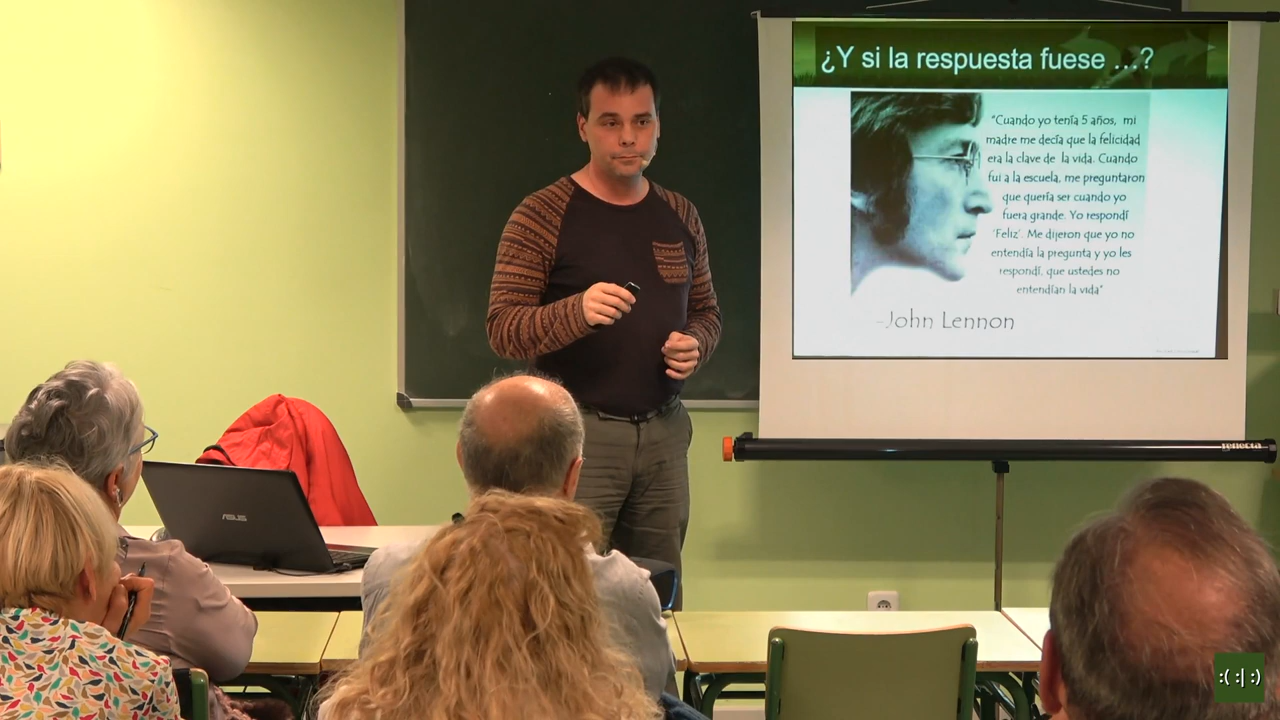 ¿Y si la respuesta fuese ...?
"Cuando yo tenía 5 años, mi
madre me decía que la felicidad
era la clave de la vida. Cuando
fui a la escuela, me preguntaron
que quería ser cuando yo
fuera grande. Yo respondí
'Feliz'. Me dijeron que yo no
entendía la pregunta y yo les
respondí, que ustedes no
entendían la vida"
-John Lennon
reflecta
ASUS
:( :| :)